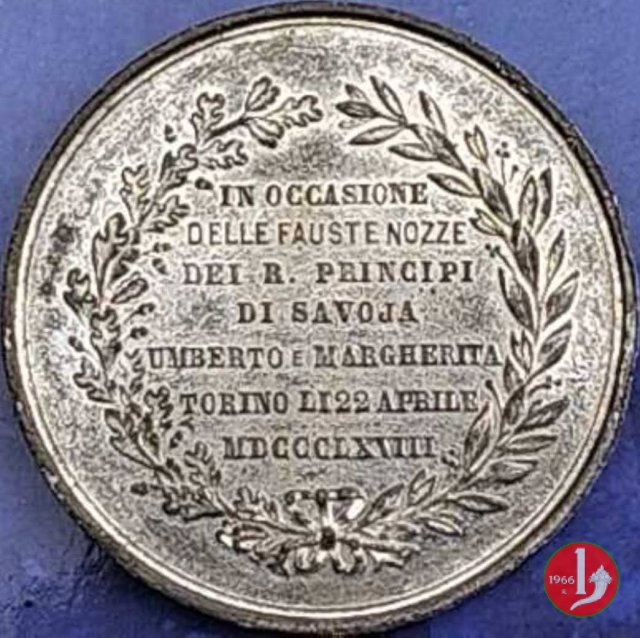 IN OCCASIONE
DELLE FAUSTE NOZZE
DEI R. PRINCIPI
DI SAVOJA
UMBERTO E MARGHERITA
TORINO LI 22 APRILE
MDCCCLXVIII
1966